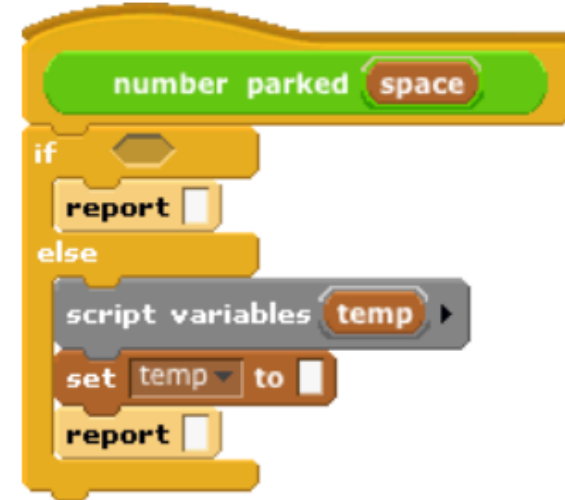 number parked space
if
report
else
script variables temp
set temp to
report